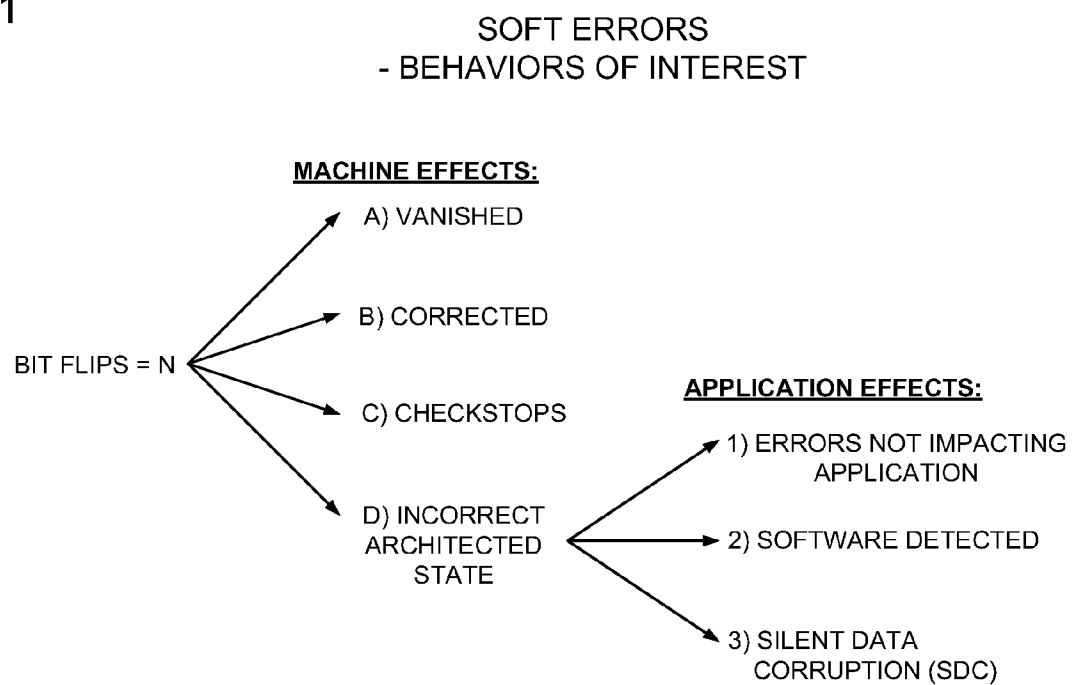 1
SOFT ERRORS
- BEHAVIORS OF INTEREST
MACHINE EFFECTS:
A) VANISHED
B) CORRECTED
BIT FLIPS = N
C) CHECKSTOPS
D) INCORRECT
ARCHITECTED
STATE
APPLICATION EFFECTS:
1) ERRORS NOT IMPACTING
APPLICATION
2) SOFTWARE DETECTED
3) SILENT DATA
CORRUPTION (SDC)